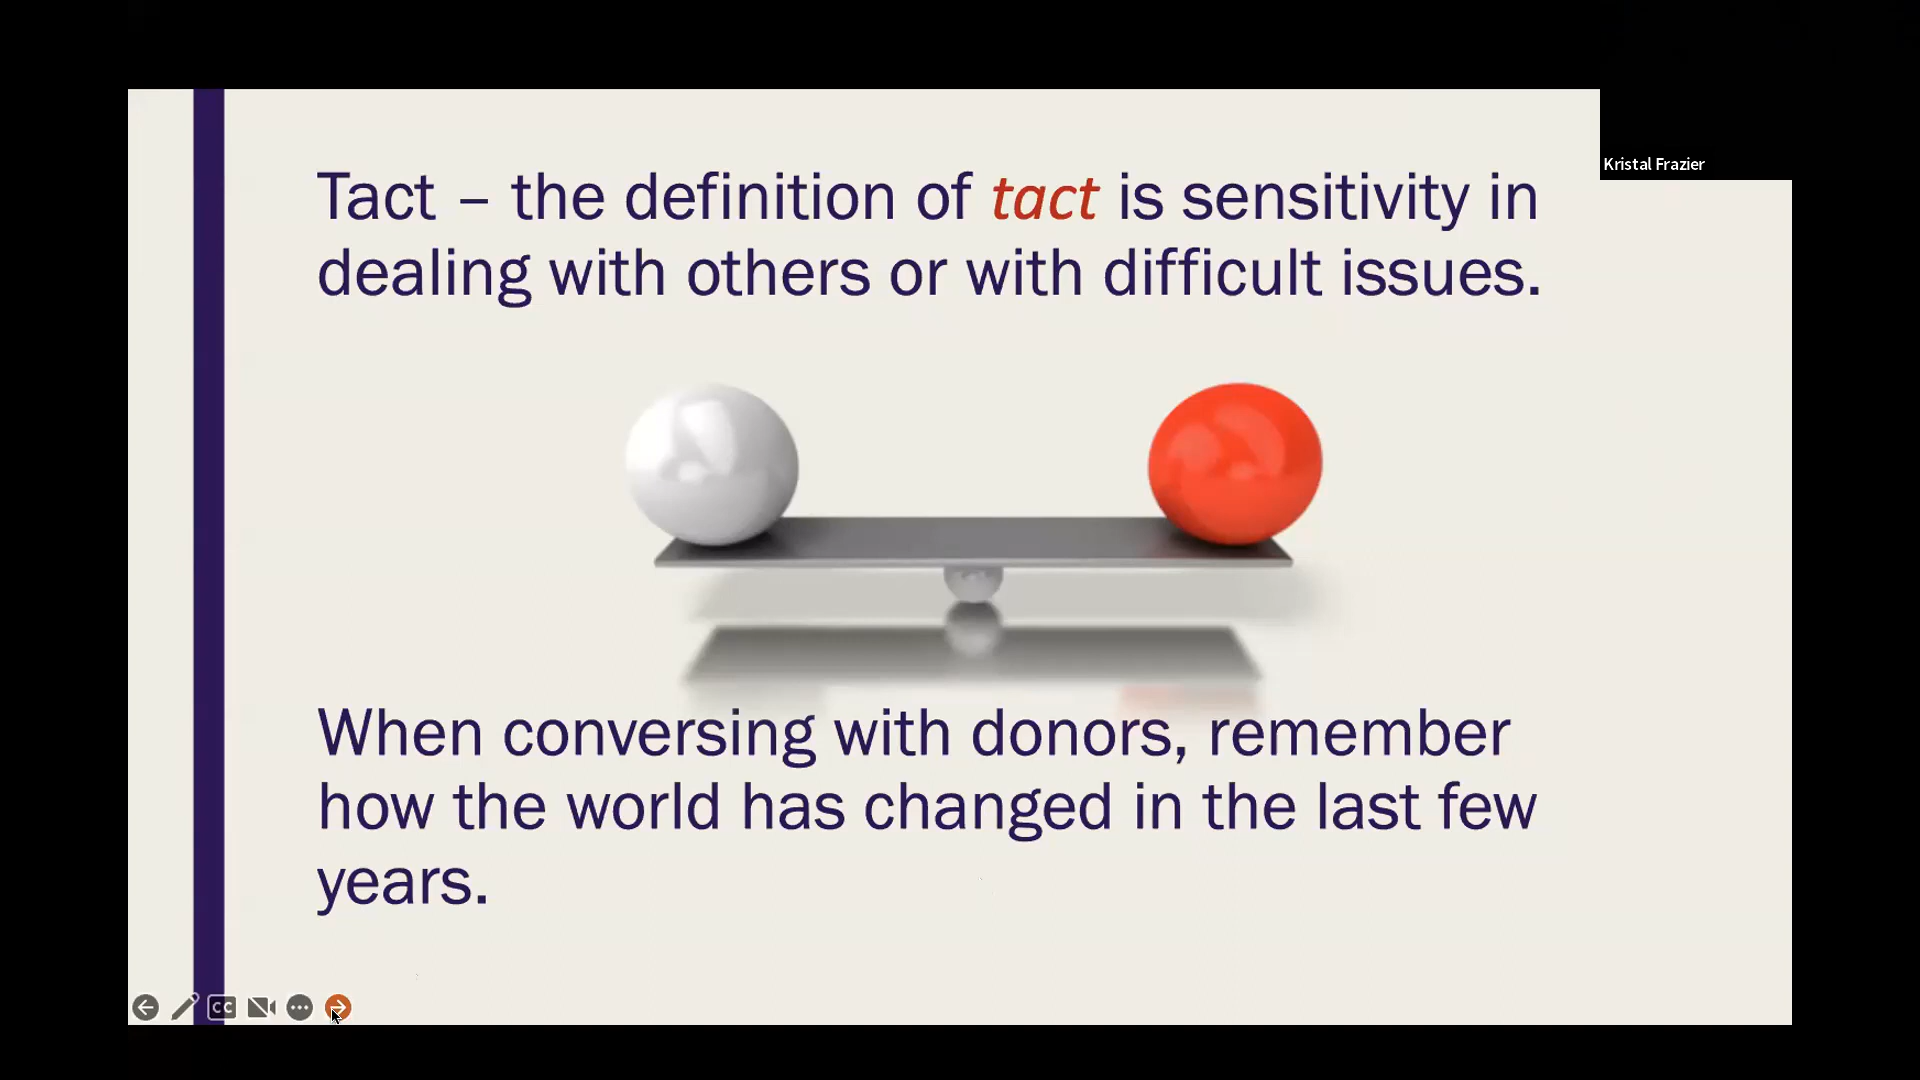 Kristal Frazier
Tact – the definition of tact is sensitivity in
dealing with others or with difficult issues.
When conversing with donors, remember
how the world has changed in the last few
years.
CC